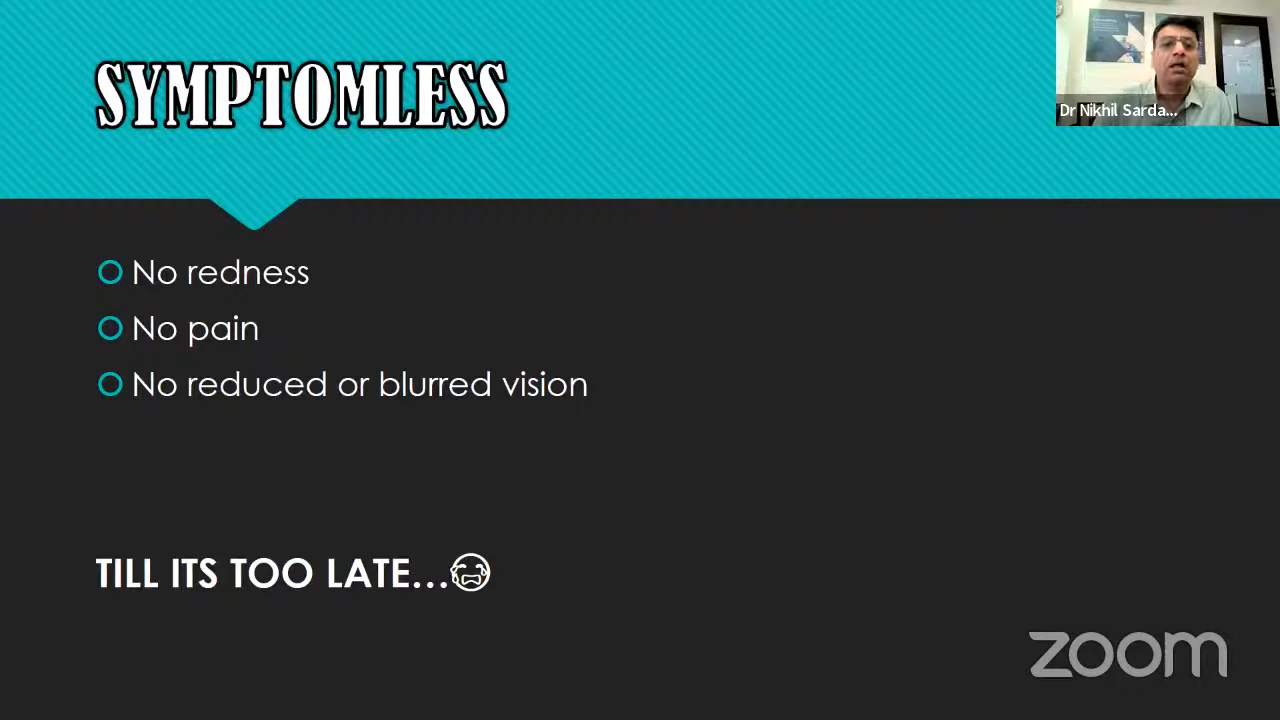 SYMPTOMLESS
Dr Nikhil Sarda...
No redness
No pain
No reduced or blurred vision
TILL ITS TOO LATE...😭
zoom